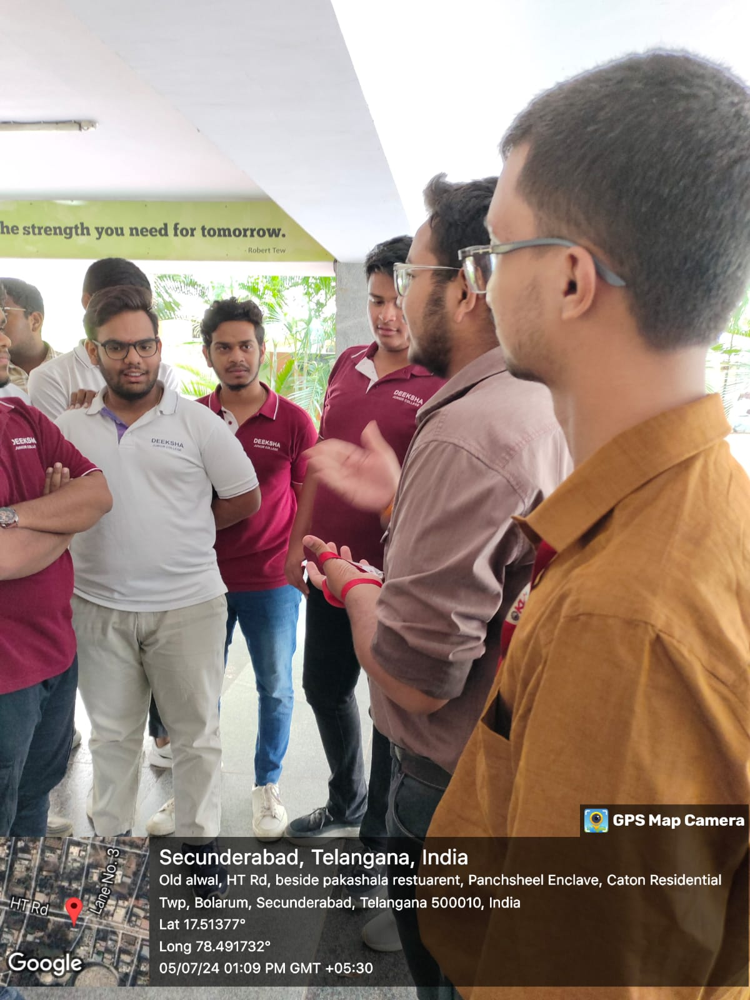 he strength you need for tomorrow.
- Robert Tew
DEEKSHA
JUNIOR COLLEGE
DEEKSHA
JUNIOR COLLEGE
DEEKSHA
JUNIOR COLLEGE
DEEKSH
JUNIOR COLLE
GPS Map Camera
Secunderabad, Telangana, India
Old alwal, HT Rd, beside pakashala restuarent, Panchsheel Enclave, Caton Residential
Twp, Bolarum, Secunderabad, Telangana 500010, India
Lat 17.51377°
Long 78.491732°
05/07/24 01:09 PM GMT +05:30
HT Rd
Lane No. 3
Google